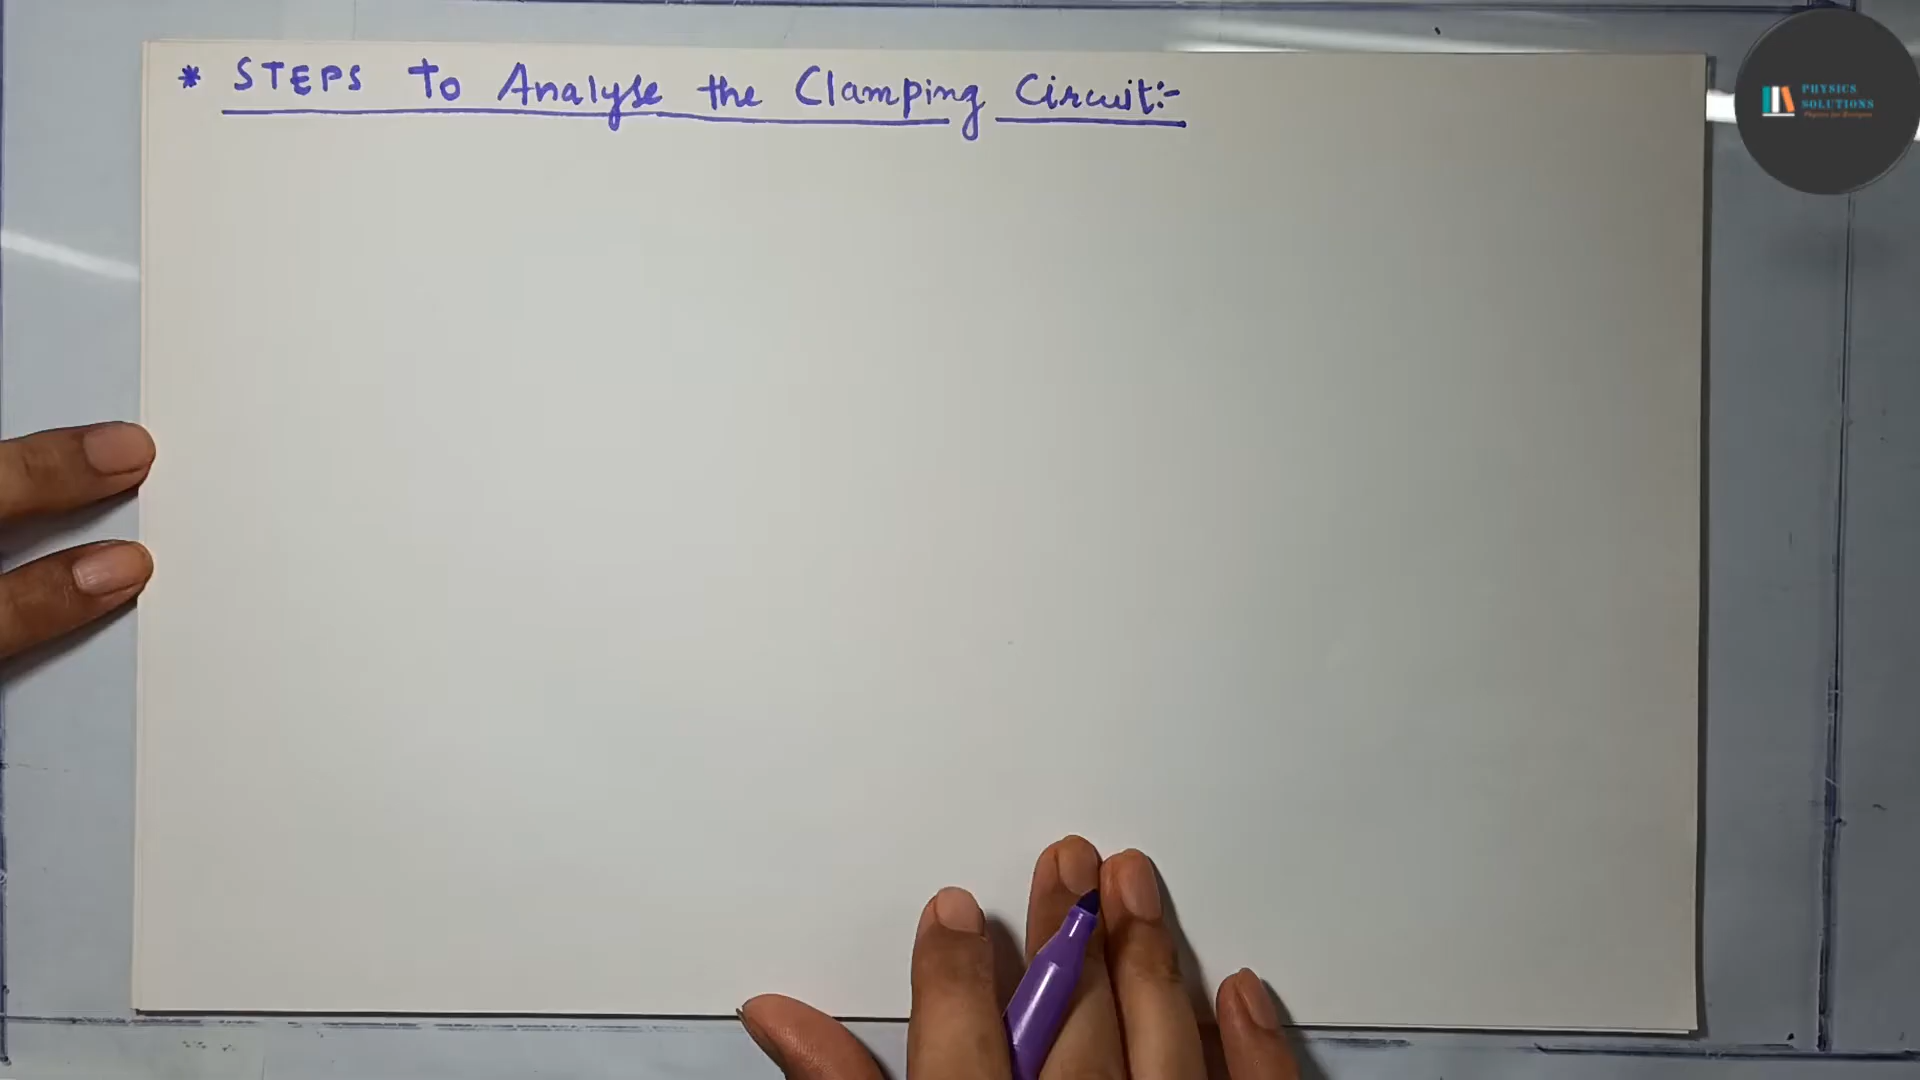 * STEPS To Analyse the Clamping Circuit:-
PHYSICS
SOLUTIONS